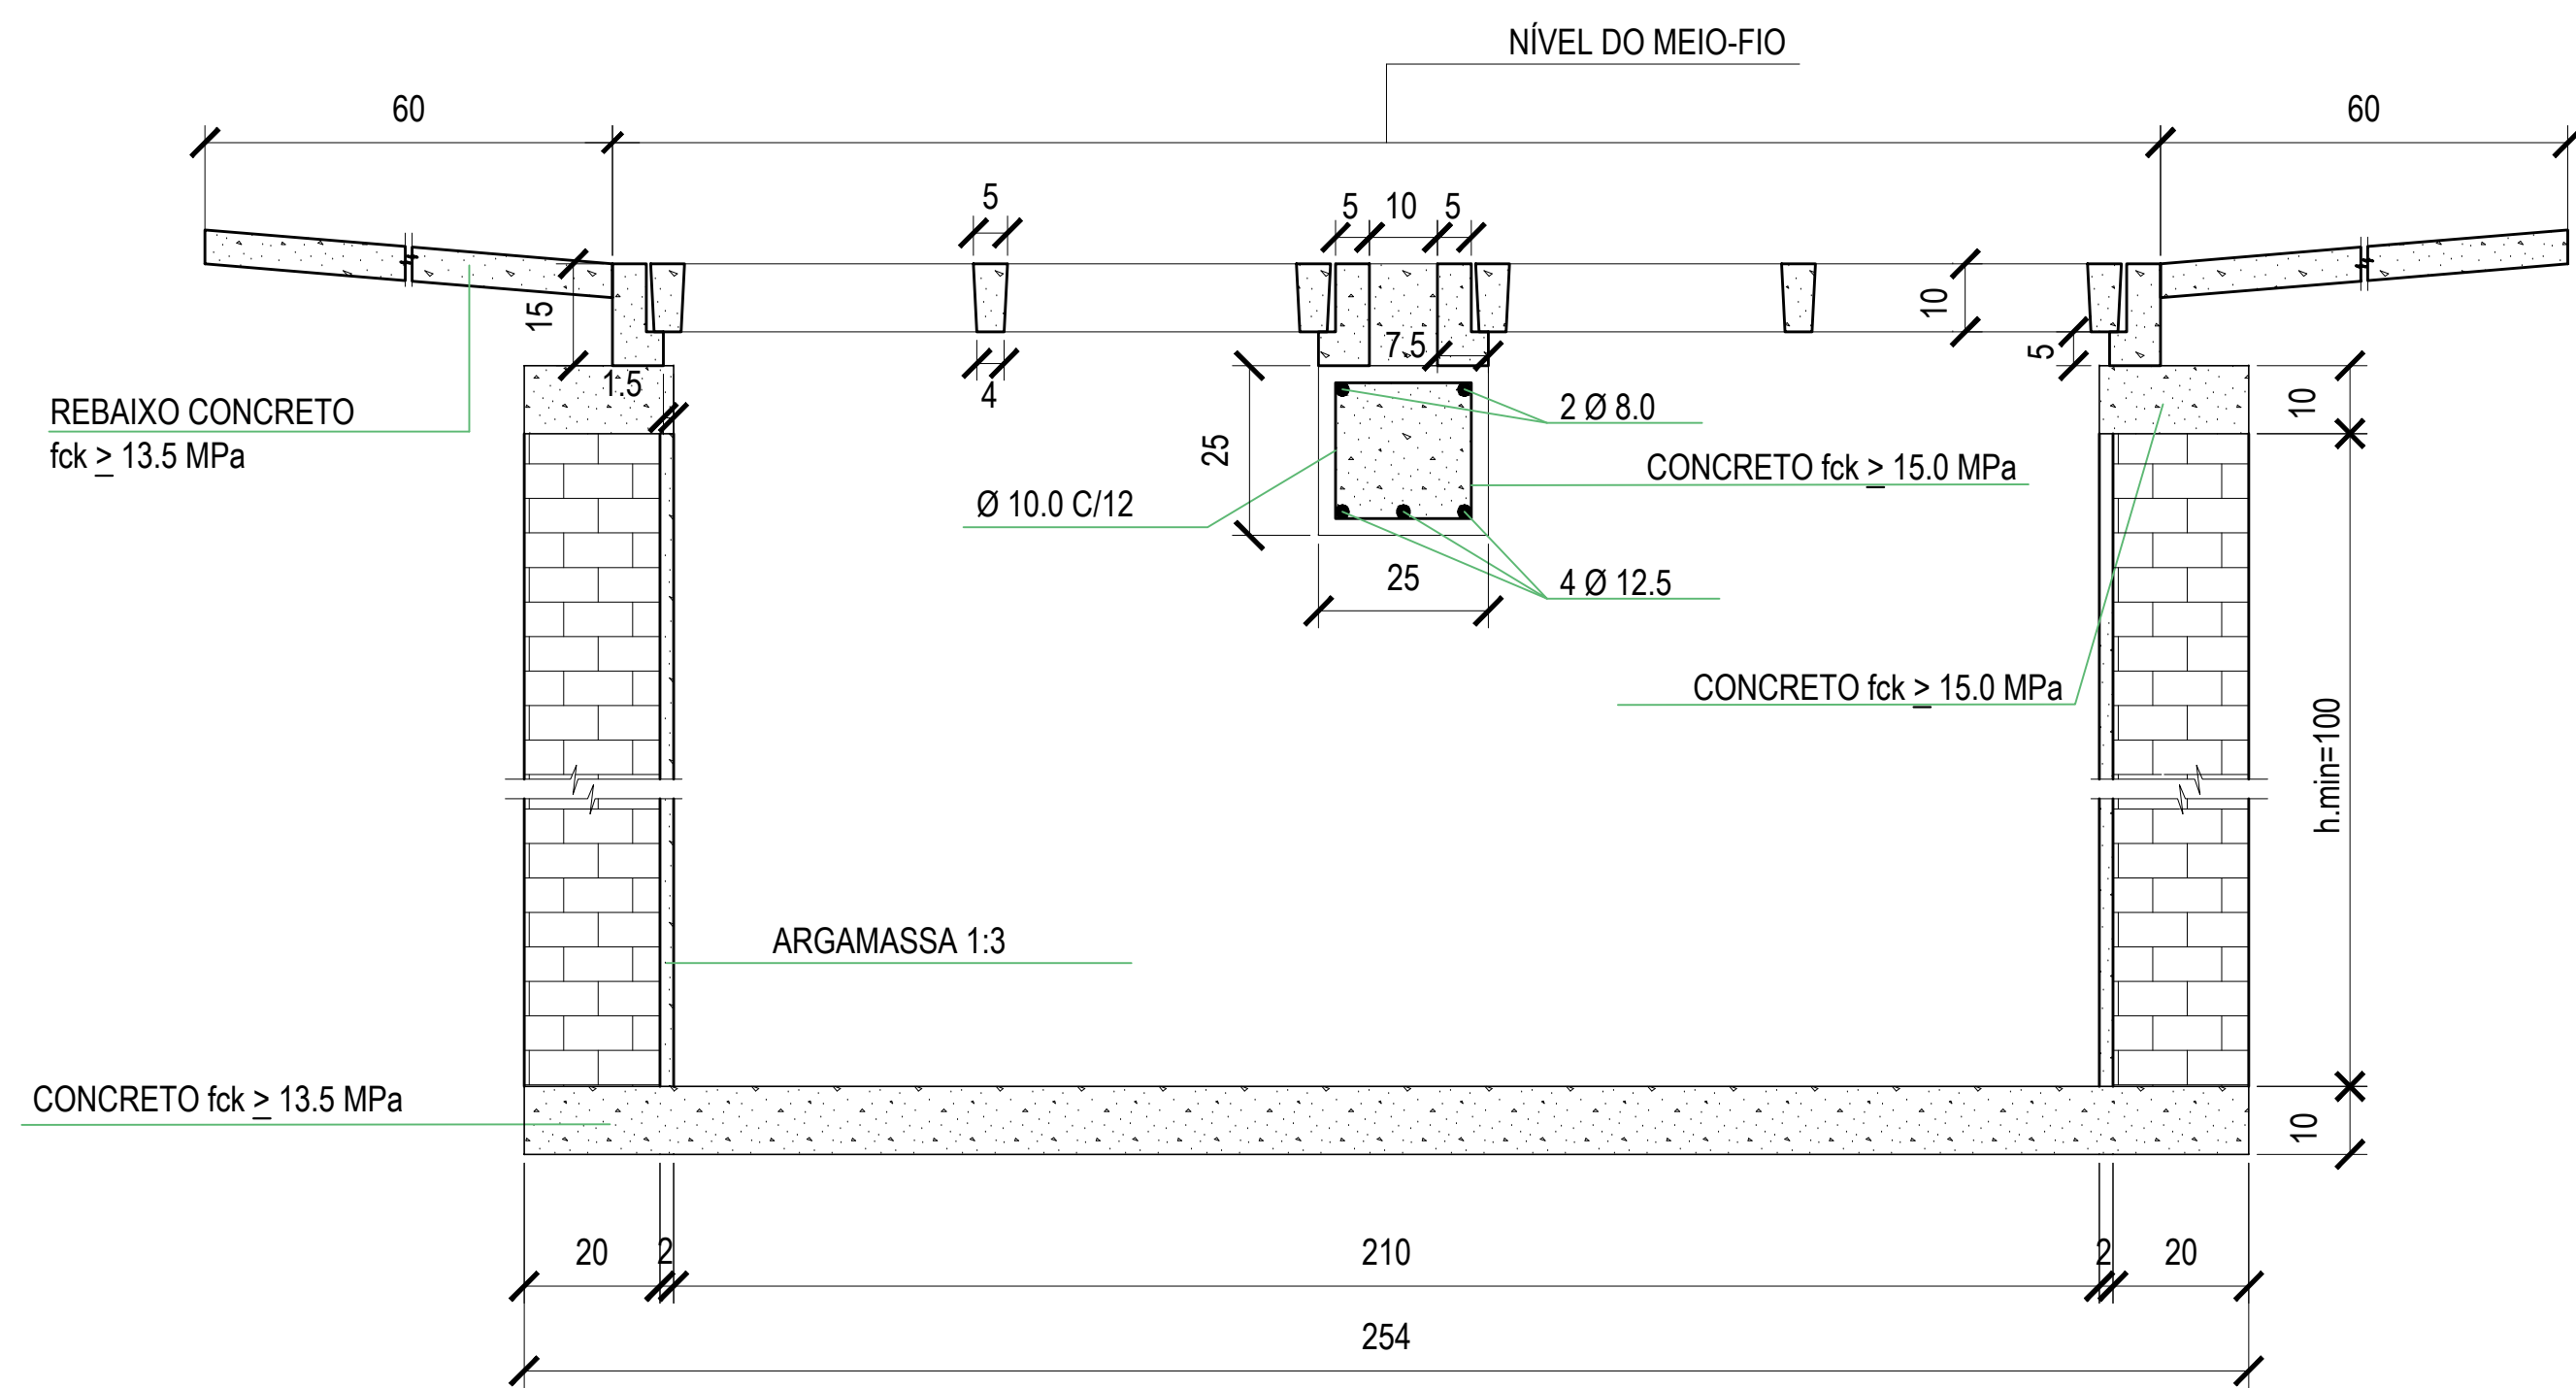 NÍVEL DO MEIO-FIO
60
60
5
5
10
5
15
10
7.5
5
1.5
4
REBAIXO CONCRETO
fck ≥ 13.5 MPa
2 Ø 8.0
10
25
CONCRETO fck ≥ 15.0 MPa
Ø 10.0 C/12
25
4 Ø 12.5
CONCRETO fck ≥ 15.0 MPa
h.min=100
ARGAMASSA 1:3
CONCRETO fck ≥ 13.5 MPa
10
20
2
210
2
20
254